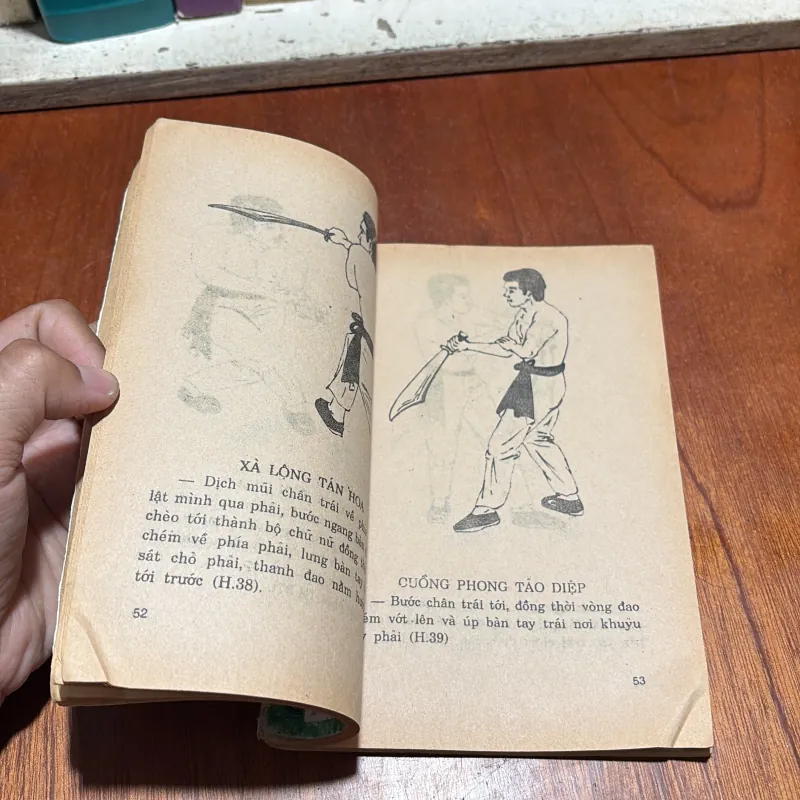 XÀ LỘNG TÁN HOA
— Dịch mũi chân trái về
lật mình qua phải, bước ngang
chéo tới thành bộ chữ nữ đồng
chém về phía phải, lưng bàn tay
sát chỏ phải, thanh đao nằm
tới trước (H.38).
52
CUỒNG PHONG TẢO DIỆP
— Bước chân trái tới, đồng thời vòng đao
vớt lên và úp bàn tay trái nơi khuỷu
phải (H.39)
53